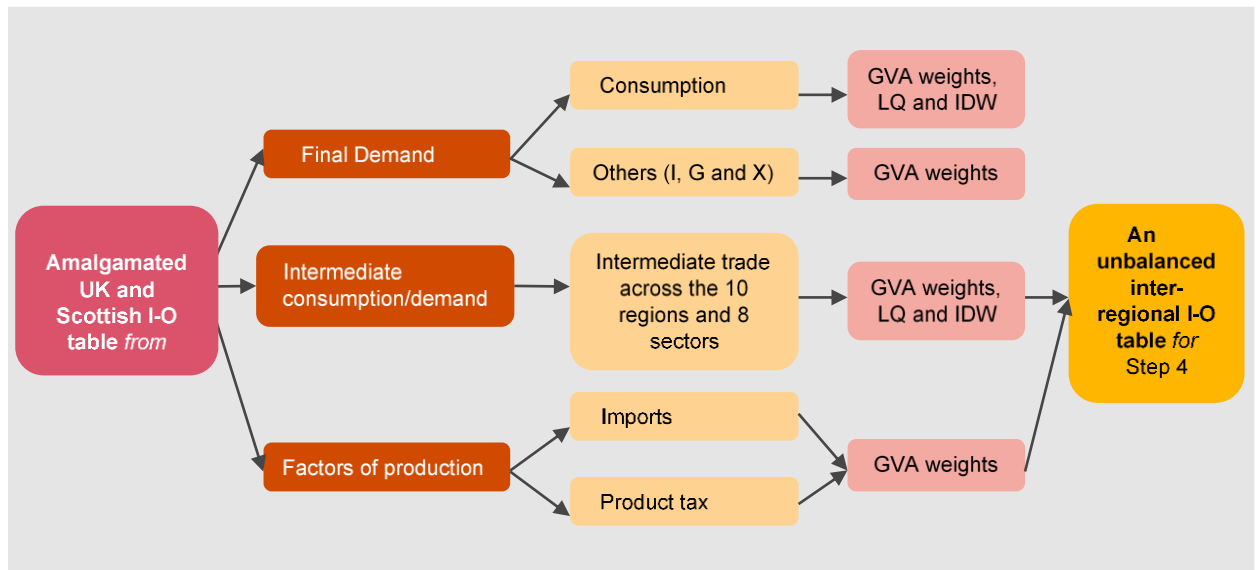 Amalgamated
UK and
Scottish I-O
table from
Final Demand
Intermediate
consumption/demand
Factors of production
Consumption
Others (I, G and X)
Intermediate trade
across the 10
regions and 8
sectors
Imports
Product tax
GVA weights,
LQ and IDW
GVA weights
GVA weights,
LQ and IDW
GVA weights
An
unbalanced
inter-
regional I-O
table for
Step 4